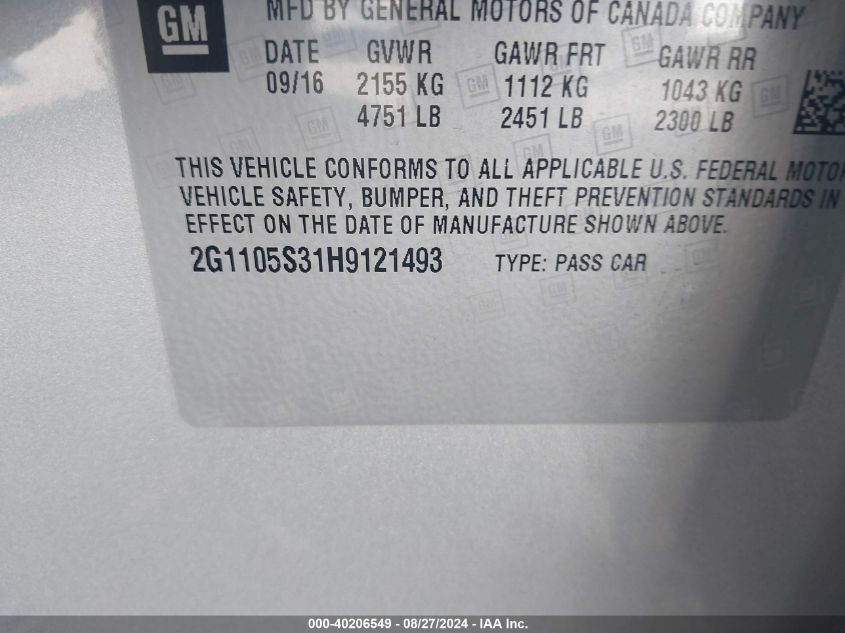 GM
MFD BY GENERAL MOTORS OF CANADA COMPANY
DATE GVWR GAWR FRT GAWR RR
09/16 2155 KG 1112 KG 1043 KG
4751 LB 2451 LB 2300 LB
THIS VEHICLE CONFORMS TO ALL APPLICABLE U.S. FEDERAL MOTOR
VEHICLE SAFETY, BUMPER, AND THEFT PREVENTION STANDARDS IN
EFFECT ON THE DATE OF MANUFACTURE SHOWN ABOVE.
2G1105S31H9121493 TYPE: PASS CAR
000-40206549 - 08/27/2024 - IAA Inc.